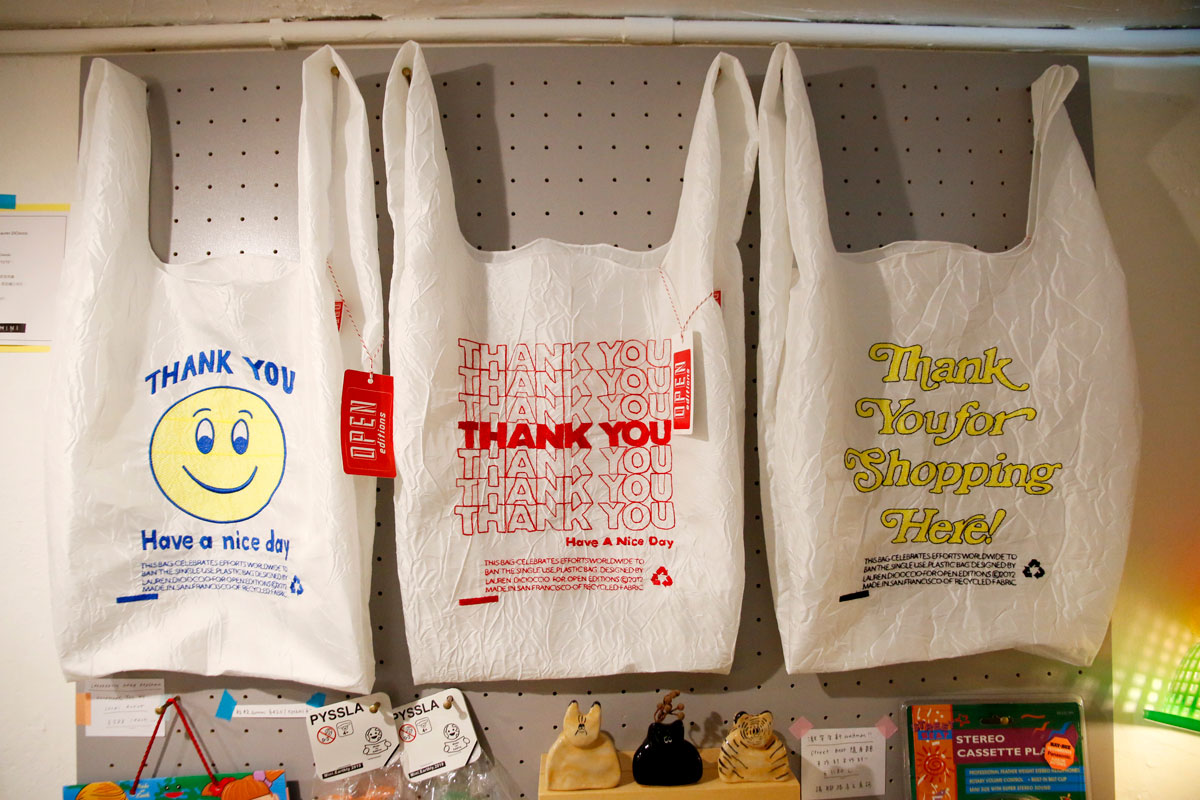 THANK YOU
Have a nice day
THIS BAG CELEBRATES EFFORTS WORLDWIDE TO
BAN THE SINGLE USE PLASTIC BAG DESIGNED BY
LAUREN DICIOCCIO FOR OPEN EDITIONS ©2012
MADE IN SAN FRANCISCO OF RECYCLED FABRIC
OPEN
editions
THANK YOU
THANK YOU
THANK YOU
THANK YOU
THANK YOU
THANK YOU
THANK YOU
Have A Nice Day
THIS BAG CELEBRATES EFFORTS WORLDWIDE TO
BAN THE SINGLE USE PLASTIC BAG DESIGNED BY
LAUREN DICIOCCIO FOR OPEN EDITIONS ©2012
MADE IN SAN FRANCISCO OF RECYCLED FABRIC
OPEN
editions
Thank
You for
Shopping
Here!
THIS BAG CELEBRATES EFFORTS WORLDWIDE TO
BAN THE SINGLE USE PLASTIC BAG DESIGNED BY
LAUREN DICIOCCIO FOR OPEN EDITIONS ©2012
MADE IN SAN FRANCISCO OF RECYCLED FABRIC
PYSSLA
PYSSLA
STEREO
CASSETTE PLA